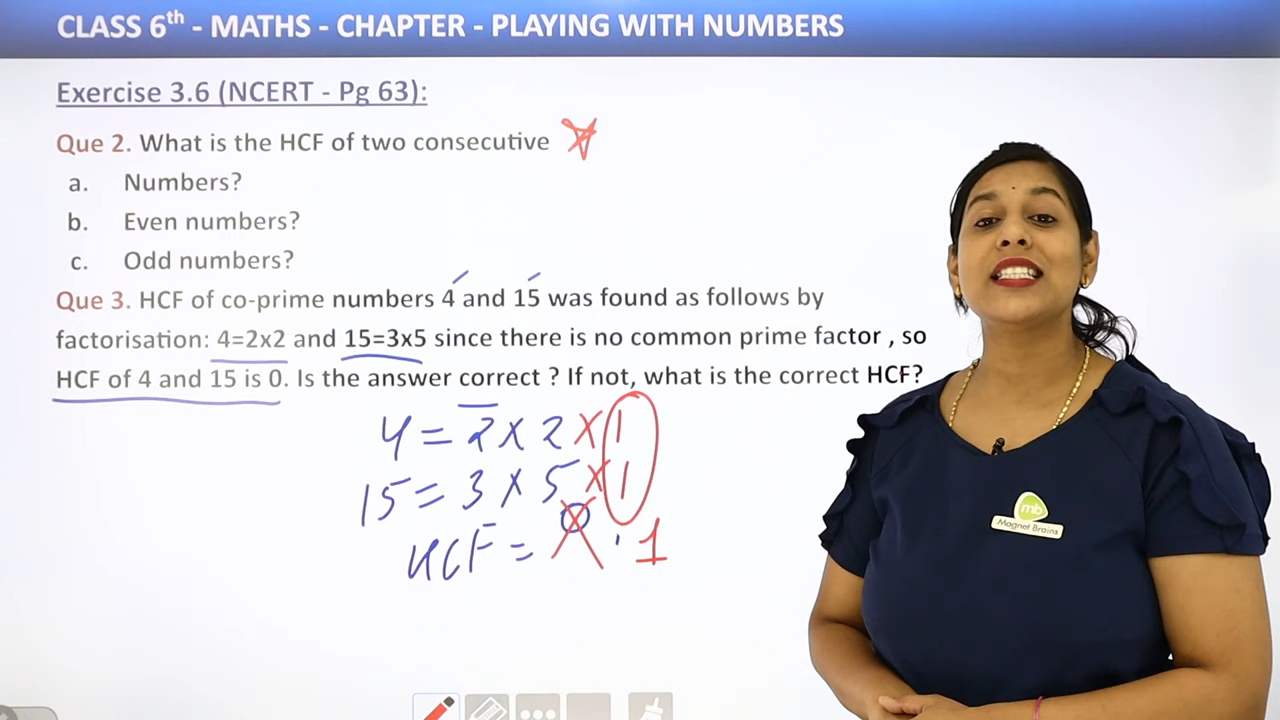 CLASS 6th - MATHS - CHAPTER - PLAYING WITH NUMBERS
Exercise 3.6 (NCERT - Pg 63):
Que 2. What is the HCF of two consecutive
a. Numbers?
b. Even numbers?
c. Odd numbers?
Que 3. HCF of co-prime numbers 4 and 15 was found as follows by
factorisation: 4=2x2 and 15=3x5 since there is no common prime factor , so
HCF of 4 and 15 is 0. Is the answer correct ? If not, what is the correct HCF?
4 = 2 × 2 × 1
15 = 3 × 5 × 1
HCF = 0 . 1
mb
Magnet Brains